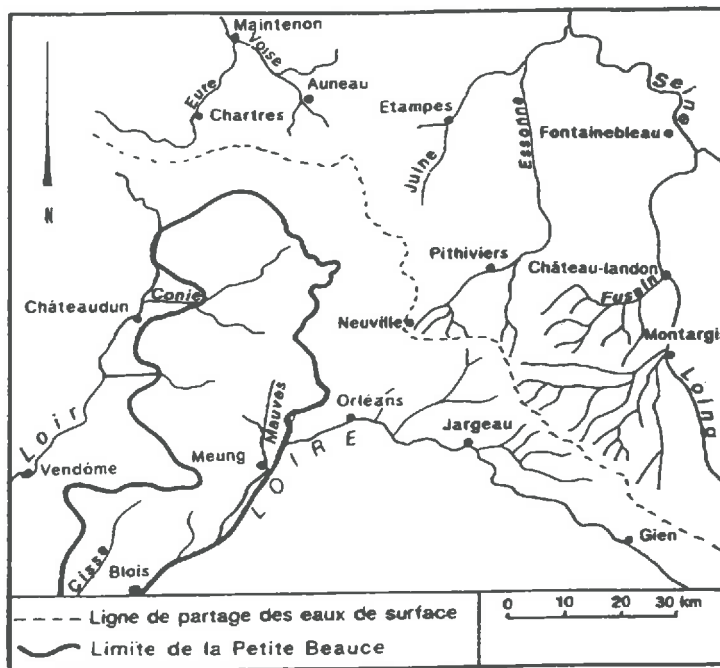 Maintenon
Voise
Auneau
Eure
Chartres
Etampes
Juine
Essonne
Seine
Fontainebleau
N
Pithiviers
Château-landon
Fusain
Conie
Châteaudun
Neuville
Montargis
Loing
Orléans
Mauves
Jargeau
Loir
LOIRE
Meung
Vendôme
Gien
Cisse
Blois
Ligne de partage des eaux de surface
0 10 20 30 km
Limite de la Petite Beauce